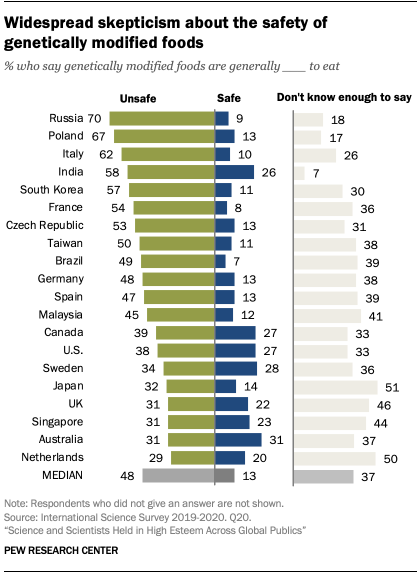 Widespread skepticism about the safety of
genetically modified foods
% who say genetically modified foods are generally ___ to eat
Unsafe Safe Don't know enough to say
Russia 70 9 18
Poland 67 13 17
Italy 62 10 26
India 58 26 7
South Korea 57 11 30
France 54 8 36
Czech Republic 53 13 31
Taiwan 50 11 38
Brazil 49 7 39
Germany 48 13 38
Spain 47 13 39
Malaysia 45 12 41
Canada 39 27 33
U.S. 38 27 33
Sweden 34 28 36
Japan 32 14 51
UK 31 22 46
Singapore 31 23 44
Australia 31 31 37
Netherlands 29 20 50
MEDIAN 48 13 37
Note: Respondents who did not give an answer are not shown.
Source: International Science Survey 2019-2020. Q20.
“Science and Scientists Held in High Esteem Across Global Publics”
PEW RESEARCH CENTER